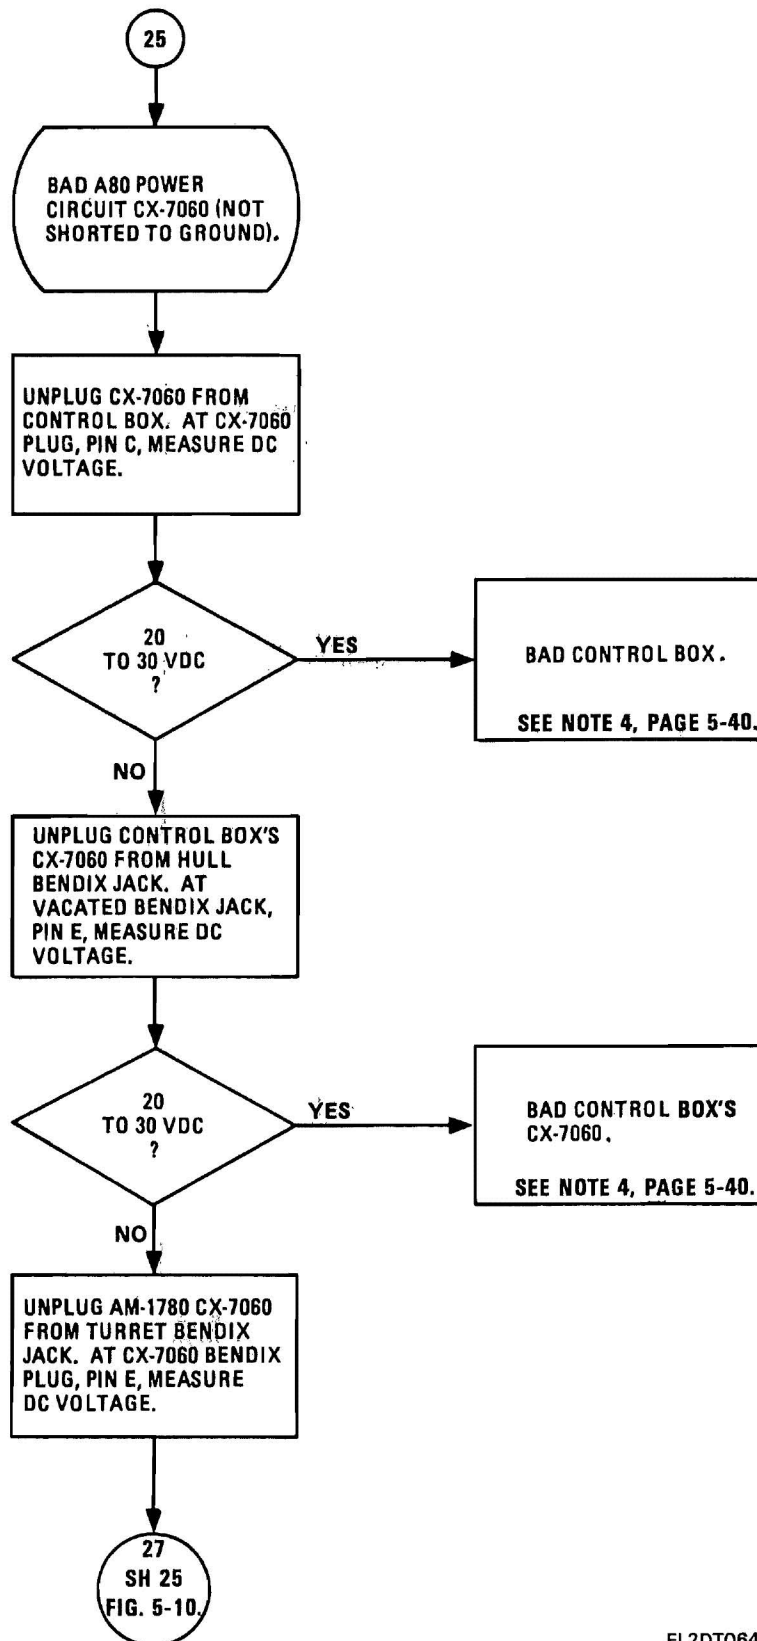 25
BAD A80 POWER
CIRCUIT CX-7060 (NOT
SHORTED TO GROUND).
UNPLUG CX-7060 FROM
CONTROL BOX. AT CX-7060
PLUG, PIN C, MEASURE DC
VOLTAGE.
20
TO 30 VDC
?
YES
BAD CONTROL BOX.
SEE NOTE 4, PAGE 5-40.
NO
UNPLUG CONTROL BOX'S
CX-7060 FROM HULL
BENDIX JACK. AT
VACATED BENDIX JACK,
PIN E, MEASURE DC
VOLTAGE.
20
TO 30 VDC
?
YES
BAD CONTROL BOX'S
CX-7060.
SEE NOTE 4, PAGE 5-40.
NO
UNPLUG AM-1780 CX-7060
FROM TURRET BENDIX
JACK. AT CX-7060 BENDIX
PLUG, PIN E, MEASURE
DC VOLTAGE.
27
SH 25
FIG. 5-10.
EL2DT064